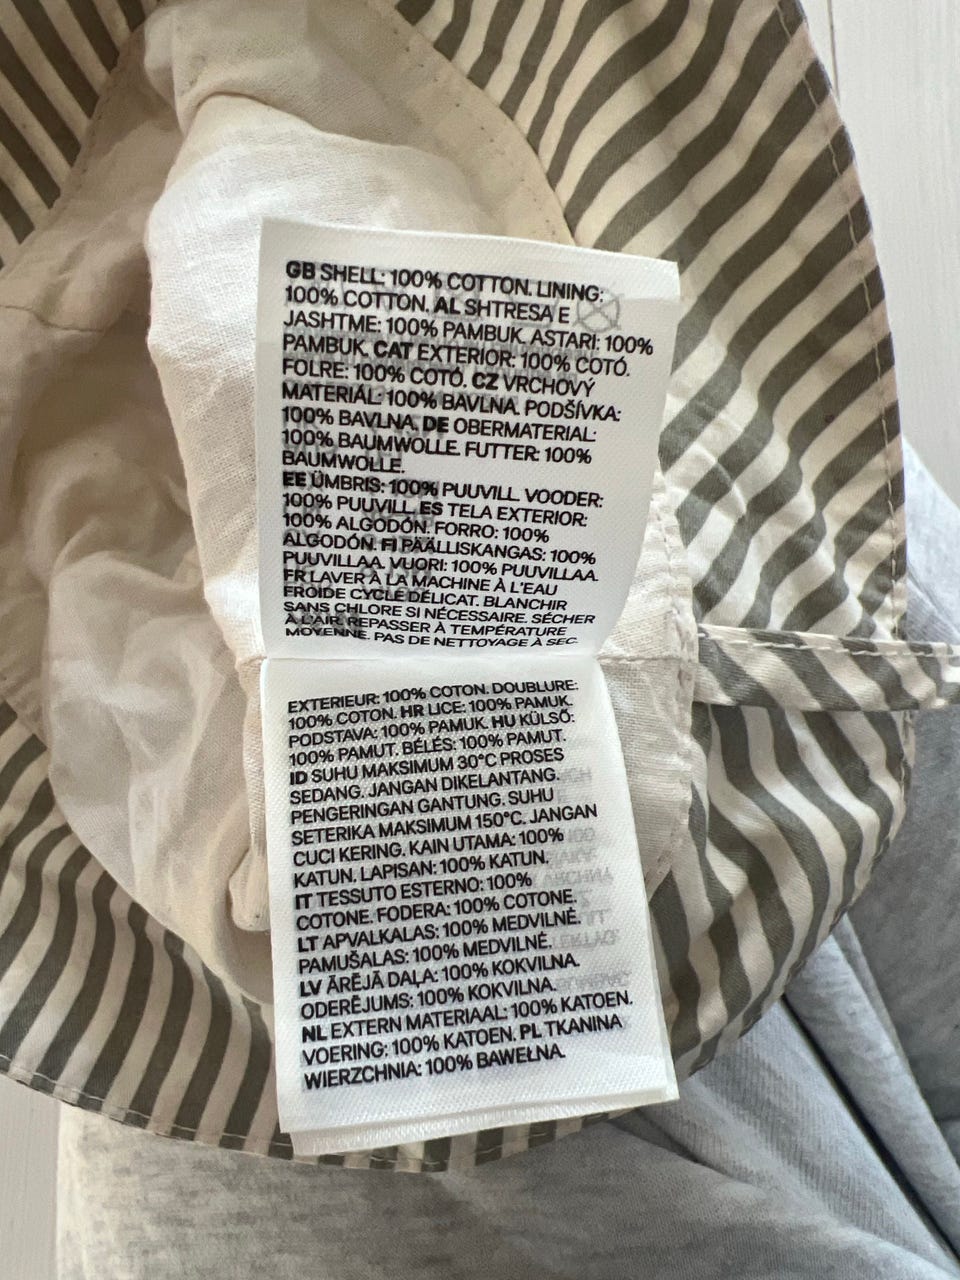 GB SHELL: 100% COTTON. LINING:
100% COTTON. AL SHTRESA E
JASHTME: 100% PAMBUK. ASTARI: 100%
PAMBUK. CAT EXTERIOR: 100% COTÓ.
FOLRE: 100% COTÓ. CZ VRCHOVÝ
MATERIÁL: 100% BAVLNA. PODŠÍVKA:
100% BAVLNA. DE OBERMATERIAL:
100% BAUMWOLLE. FUTTER: 100%
BAUMWOLLE.
EE ÜMBRIS: 100% PUUVILL. VOODER:
100% PUUVILL. ES TELA EXTERIOR:
100% ALGODÓN. FORRO: 100%
ALGODÓN. FI PÄÄLLISKANGAS: 100%
PUUVILLAA. VUORI: 100% PUUVILLAA.
FR LAVER À LA MACHINE À L'EAU
FROIDE CYCLE DÉLICAT. BLANCHIR
SANS CHLORE SI NÉCESSAIRE. SÉCHER
À L'AIR. REPASSER À TEMPÉRATURE
MOYENNE. PAS DE NETTOYAGE À SEC.
EXTERIEUR: 100% COTON. DOUBLURE:
100% COTON. HR LICE: 100% PAMUK.
PODSTAVA: 100% PAMUK. HU KÜLSŐ:
100% PAMUT. BÉLÉS: 100% PAMUT.
ID SUHU MAKSIMUM 30°C PROSES
SEDANG. JANGAN DIKELANTANG.
PENGERINGAN GANTUNG. SUHU
SETERIKA MAKSIMUM 150°C. JANGAN
CUCI KERING. KAIN UTAMA: 100%
KATUN. LAPISAN: 100% KATUN.
IT TESSUTO ESTERNO: 100%
COTONE. FODERA: 100% COTONE.
LT APVALKALAS: 100% MEDVILNĖ.
PAMUŠALAS: 100% MEDVILNĖ.
LV ĀRĒJĀ DAĻA: 100% KOKVILNA.
ODERĒJUMS: 100% KOKVILNA.
NL EXTERN MATERIAAL: 100% KATOEN.
VOERING: 100% KATOEN. PL TKANINA
WIERZCHNIA: 100% BAWEŁNA.